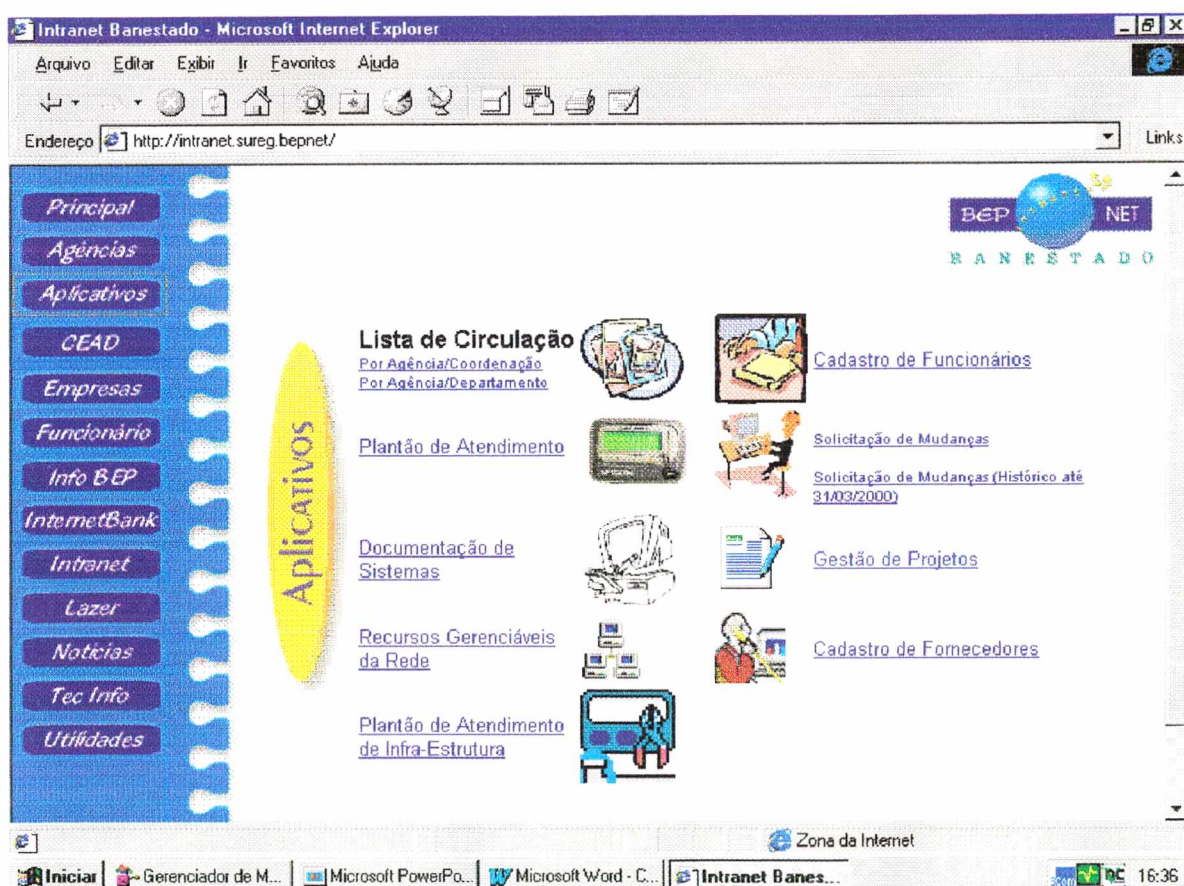 Intranet Banestado - Microsoft Internet Explorer
Arquivo Editar Exibir Ir Favoritos Ajuda
Endereço http://intranet.sureg.bepnet/ Links
Principal
Agências
Aplicativos
CEAD
Empresas
Funcionário
Info BEP
InternetBank
Intranet
Lazer
Notícias
Tec Info
Utilidades
BEP NET
BANESTADO
Aplicativos
Lista de Circulação
Por Agência/Coordenação
Por Agência/Departamento
Cadastro de Funcionários
Plantão de Atendimento
Solicitação de Mudanças
Solicitação de Mudanças (Histórico até
31/03/2000)
Documentação de
Sistemas
Gestão de Projetos
Recursos Gerenciáveis
da Rede
Cadastro de Fornecedores
Plantão de Atendimento
de Infra-Estrutura
Zona da Internet
Iniciar Gerenciador de M... Microsoft PowerPo... Microsoft Word - C... Intranet Banes... 16:36